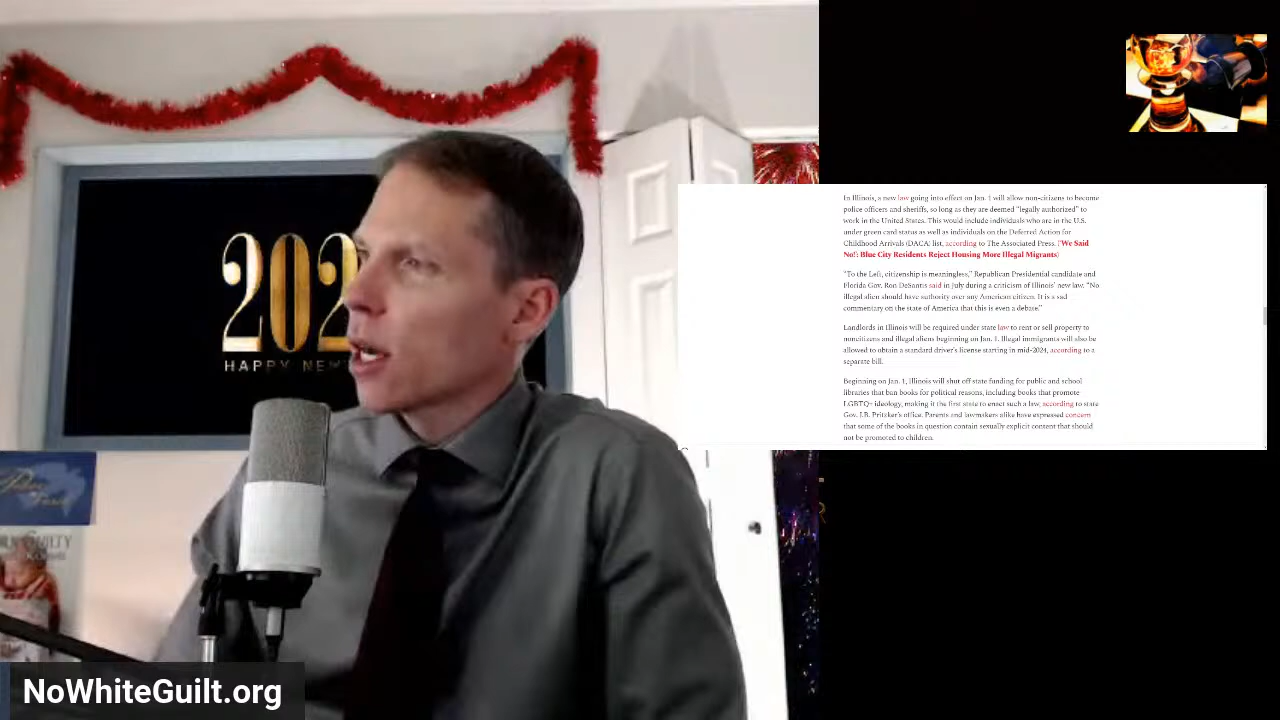 202
HAPPY NEW
GUILTY
NoWhiteGuilt.org
In Illinois, a new law going into effect on Jan. 1 will allow non-citizens to become
police officers and sheriffs, so long as they are deemed “legally authorized” to
work in the United States. This would include individuals who are in the U.S.
under green card status as well as individuals on the Deferred Action for
Childhood Arrivals (DACA) list, according to The Associated Press. (‘We Said
No!’: Blue City Residents Reject Housing More Illegal Migrants)
“To the Left, citizenship is meaningless,” Republican Presidential candidate and
Florida Gov. Ron DeSantis said in July during a criticism of Illinois’ new law. “No
illegal alien should have authority over any American citizen. It is a sad
commentary on the state of America that this is even a debate.”
Landlords in Illinois will be required under state law to rent or sell property to
noncitizens and illegal aliens beginning on Jan. 1. Illegal immigrants will also be
allowed to obtain a standard driver’s license starting in mid-2024, according to a
separate bill.
Beginning on Jan. 1, Illinois will shut off state funding for public and school
libraries that ban books for political reasons, including books that promote
LGBTQ+ ideology, making it the first state to enact such a law, according to state
Gov. J.B. Pritzker’s office. Parents and lawmakers alike have expressed concern
that some of the books in question contain sexually explicit content that should
not be promoted to children.